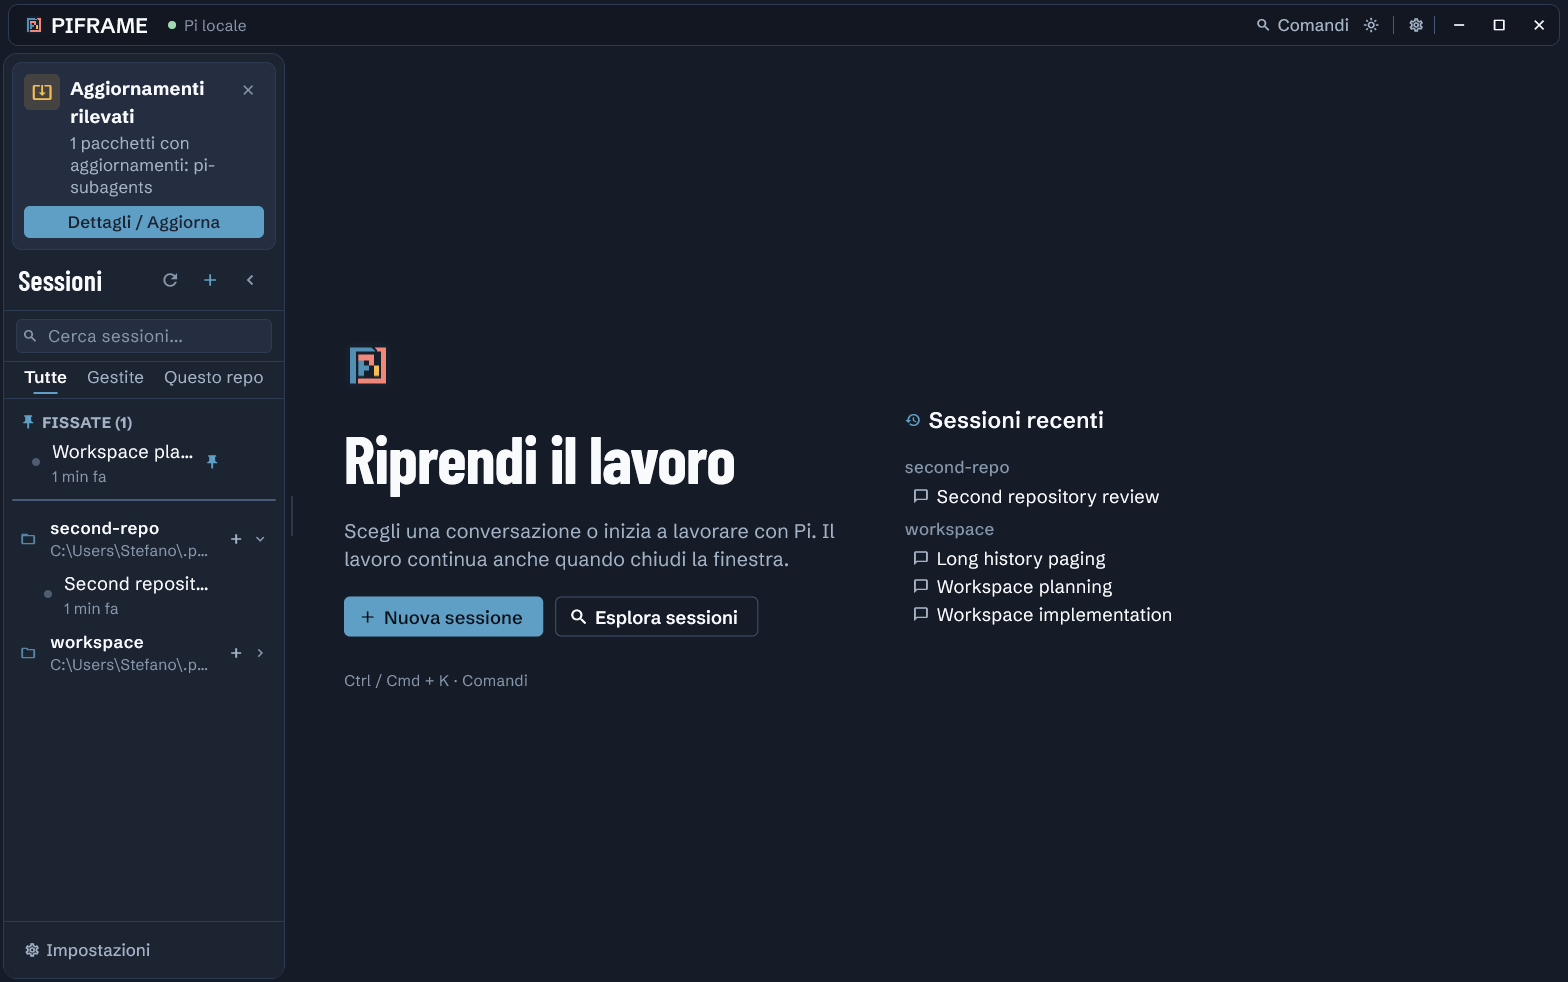 PIFRAME
Pi locale
Comandi
Aggiornamenti
rilevati
1 pacchetti con
aggiornamenti: pi-
subagents
Dettagli / Aggiorna
Sessioni
Cerca sessioni...
Tutte
Gestite
Questo repo
FISSATE (1)
Workspace pla...
1 min fa
second-repo
C:\Users\Stefano\.p...
Second reposit...
1 min fa
workspace
C:\Users\Stefano\.p...
Impostazioni
Riprendi il lavoro
Scegli una conversazione o inizia a lavorare con Pi. Il
lavoro continua anche quando chiudi la finestra.
Nuova sessione
Esplora sessioni
Ctrl / Cmd + K · Comandi
Sessioni recenti
second-repo
Second repository review
workspace
Long history paging
Workspace planning
Workspace implementation